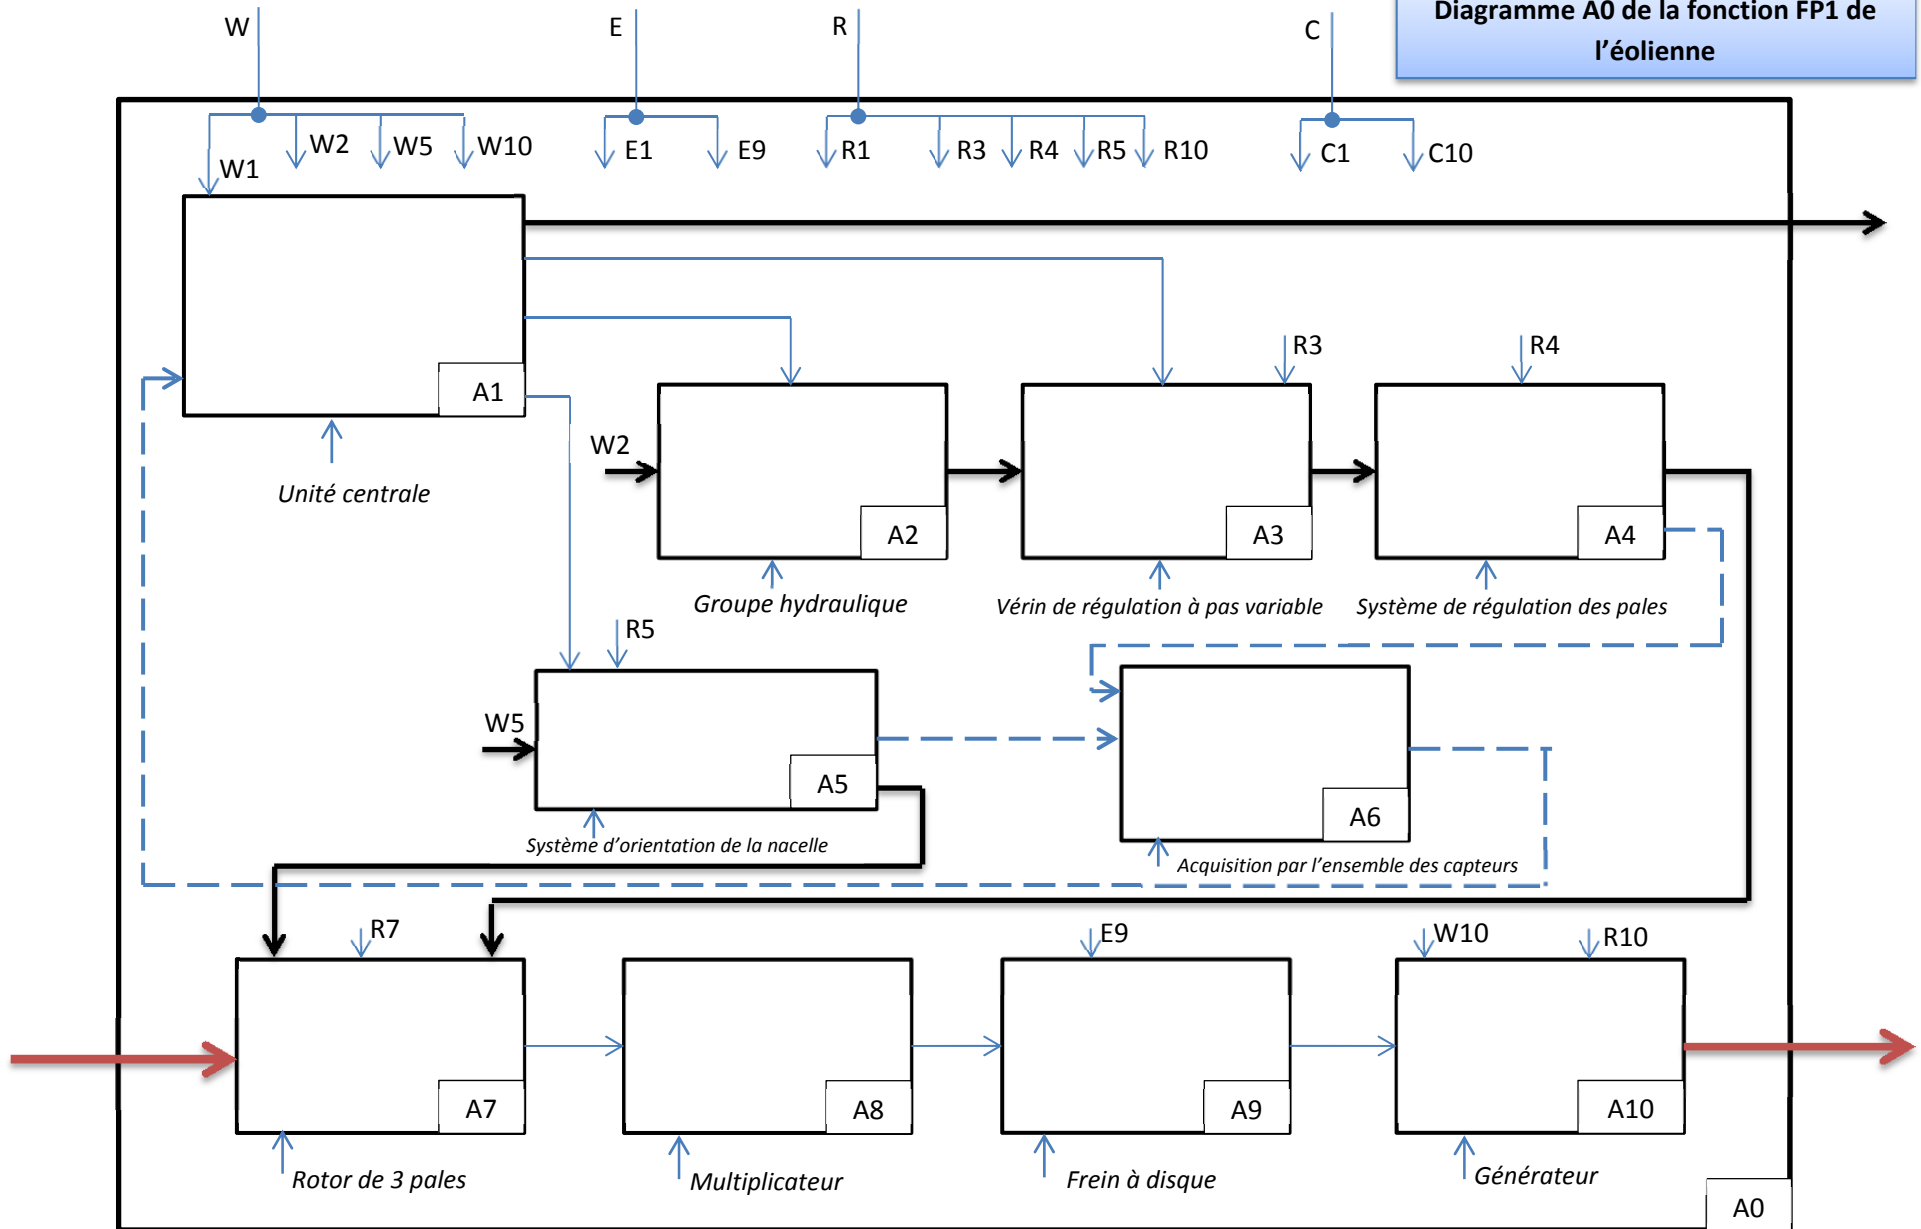 Diagramme A0 de la fonction FP1 de
l’éolienne
W
E
R
C
W1
W2
W5
W10
E1
E9
R1
R3
R4
R5
R10
C1
C10
A1
Unité centrale
R3
R4
W2
A2
A3
A4
Groupe hydraulique
Vérin de régulation à pas variable
Système de régulation des pales
R5
W5
A5
A6
Système d’orientation de la nacelle
Acquisition par l’ensemble des capteurs
R7
E9
W10
R10
A7
A8
A9
A10
Rotor de 3 pales
Multiplicateur
Frein à disque
Générateur
A0